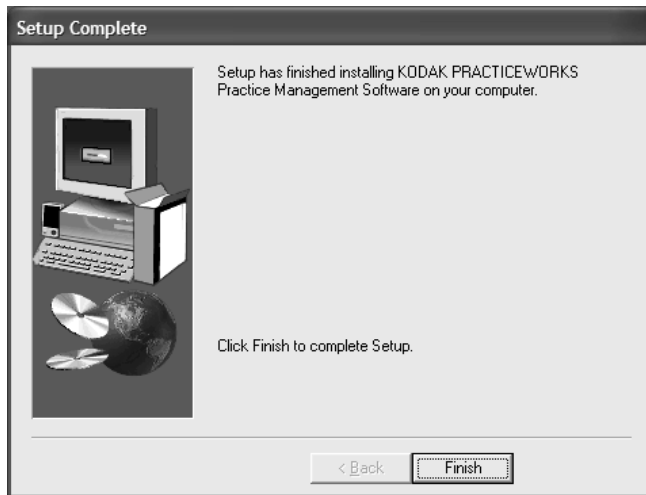 Setup Complete
Setup has finished installing KODAK PRACTICEWORKS
Practice Management Software on your computer.
Click Finish to complete Setup.
< Back
Finish